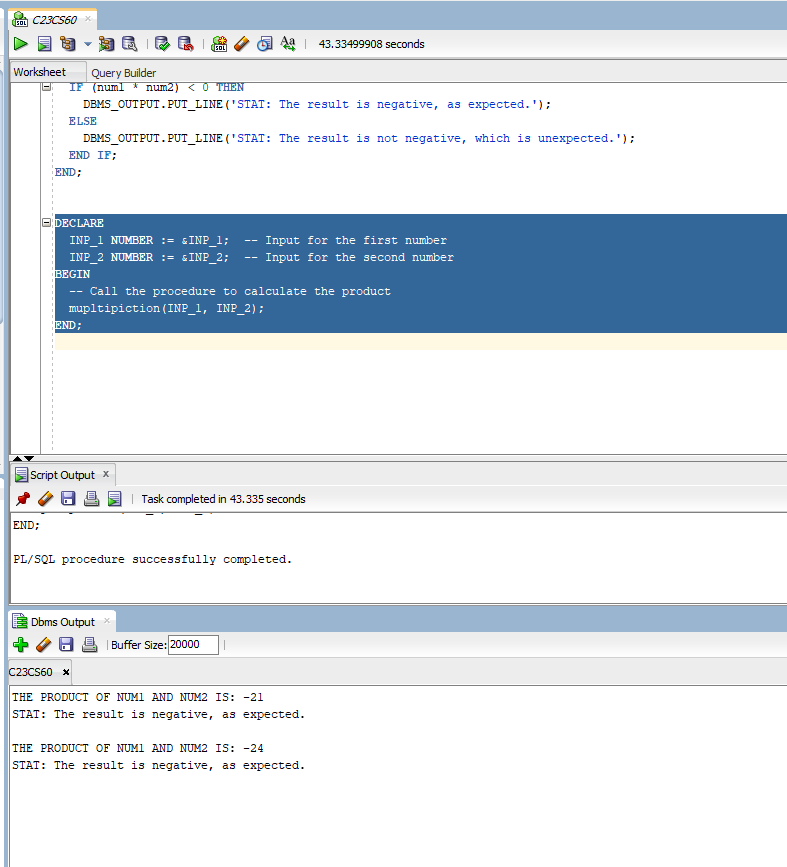 C23CS60
43.33499908 seconds
Worksheet Query Builder
IF (num1 * num2) < 0 THEN
DBMS_OUTPUT.PUT_LINE('STAT: The result is negative, as expected.');
ELSE
DBMS_OUTPUT.PUT_LINE('STAT: The result is not negative, which is unexpected.');
END IF;
END;
DECLARE
INP_1 NUMBER := &INP_1;  -- Input for the first number
INP_2 NUMBER := &INP_2;  -- Input for the second number
BEGIN
-- Call the procedure to calculate the product
mupltipiction(INP_1, INP_2);
END;
Script Output
Task completed in 43.335 seconds
END;
PL/SQL procedure successfully completed.
Dbms Output
Buffer Size: 20000
C23CS60
THE PRODUCT OF NUM1 AND NUM2 IS: -21
STAT: The result is negative, as expected.
THE PRODUCT OF NUM1 AND NUM2 IS: -24
STAT: The result is negative, as expected.